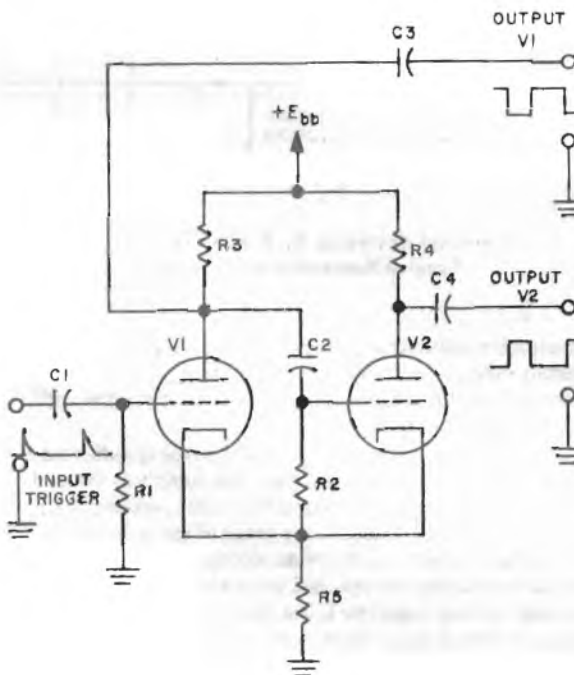 OUTPUT
V1
C3
+Ebb
R3
R4
C4
OUTPUT
V2
V1
C2
V2
C1
INPUT
TRIGGER
R1
R2
R5